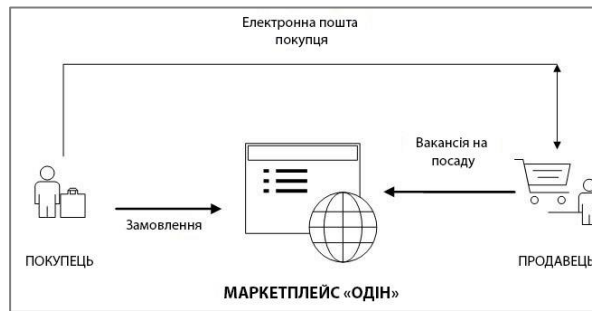 Електронна пошта
покупця
Вакансія на
посаду
Замовлення
ПОКУПЕЦЬ
ПРОДАВЕЦЬ
МАРКЕТПЛЕЙС «ОДІН»